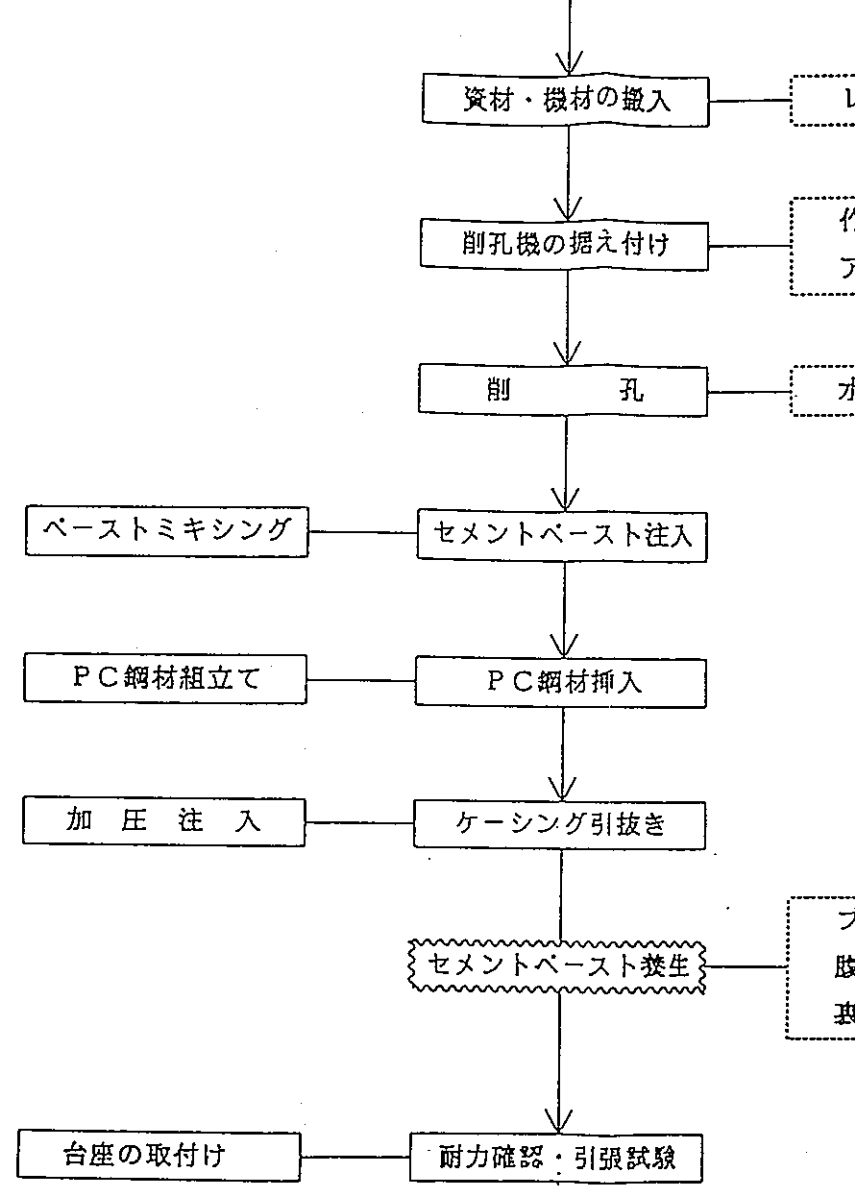 資材・機材の搬入
削孔機の据え付け
削 孔
ペーストミキシング
セメントペースト注入
PC鋼材組立て
PC鋼材挿入
加 圧 注 入
ケーシング引抜き
セメントペースト養生
台座の取付け
耐力確認・引張試験